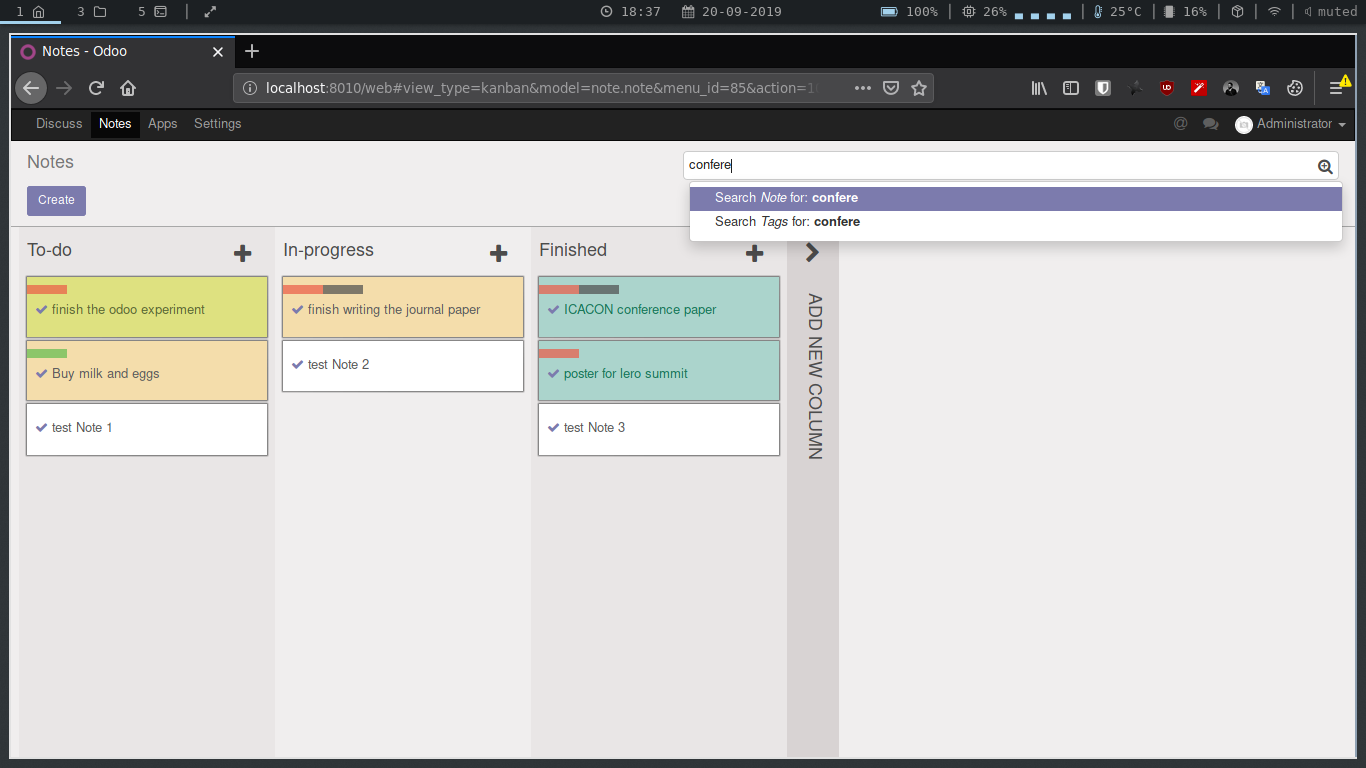 1 3 5 18:37 20-09-2019 100% 26% 25°C 16% muted
Notes - Odoo
localhost:8010/web#view_type=kanban&model=note.note&menu_id=85&action=1
Discuss Notes Apps Settings @ Administrator
Notes
confere
Create
Search Note for: confere
Search Tags for: confere
To-do In-progress Finished
finish the odoo experiment
finish writing the journal paper
ICACON conference paper
Buy milk and eggs
test Note 2
poster for lero summit
test Note 1
test Note 3
ADD NEW COLUMN